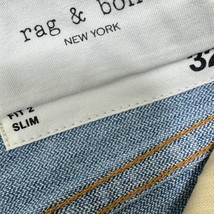 rag & bon
NEW YORK
32
FIT 2
SLIM